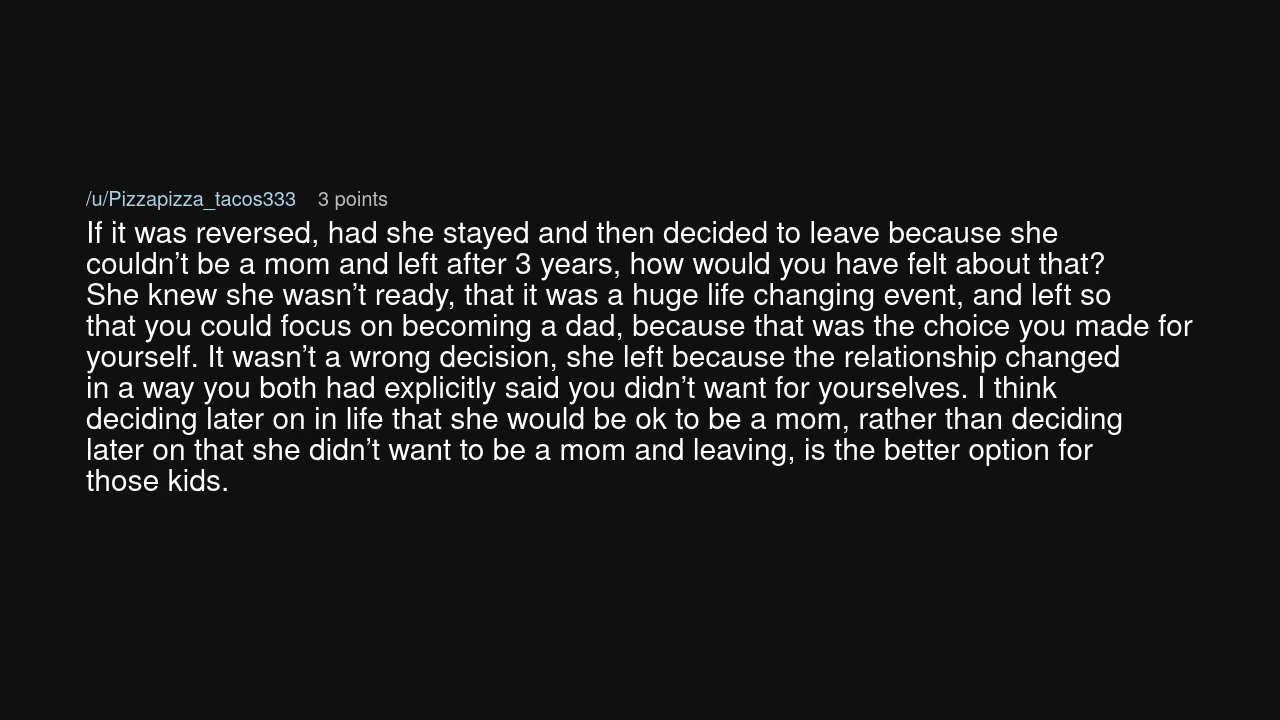 /u/Pizzapizza_tacos333 3 points
If it was reversed, had she stayed and then decided to leave because she
couldn’t be a mom and left after 3 years, how would you have felt about that?
She knew she wasn’t ready, that it was a huge life changing event, and left so
that you could focus on becoming a dad, because that was the choice you made for
yourself. It wasn’t a wrong decision, she left because the relationship changed
in a way you both had explicitly said you didn’t want for yourselves. I think
deciding later on in life that she would be ok to be a mom, rather than deciding
later on that she didn’t want to be a mom and leaving, is the better option for
those kids.